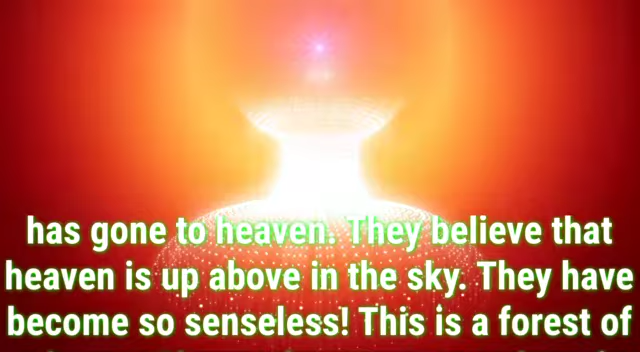 has gone to heaven. They believe that
heaven is up above in the sky. They have
become so senseless! This is a forest of